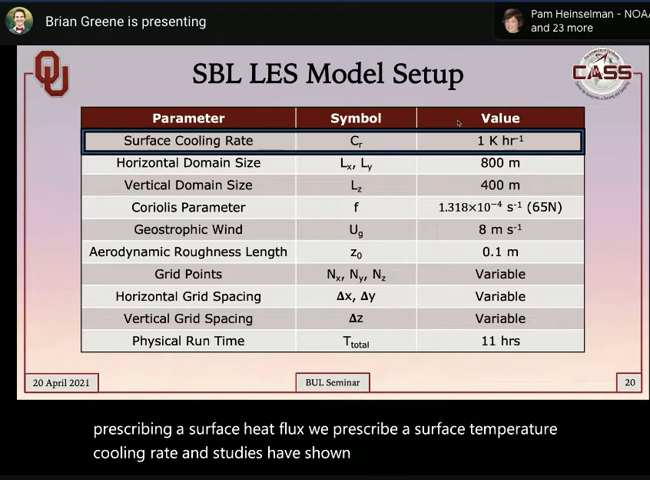 Brian Greene is presenting
Pam Heinselman - NOA
and 23 more
OU
SBL LES Model Setup
CASS
Parameter Symbol Value
Surface Cooling Rate Cr 1 K hr⁻¹
Horizontal Domain Size Lx, Ly 800 m
Vertical Domain Size Lz 400 m
Coriolis Parameter f 1.318×10⁻⁴ s⁻¹ (65N)
Geostrophic Wind Ug 8 m s⁻¹
Aerodynamic Roughness Length z₀ 0.1 m
Grid Points Nx, Ny, Nz Variable
Horizontal Grid Spacing Δx, Δy Variable
Vertical Grid Spacing Δz Variable
Physical Run Time Ttotal 11 hrs
20 April 2021 BUL Seminar 20
prescribing a surface heat flux we prescribe a surface temperature
cooling rate and studies have shown